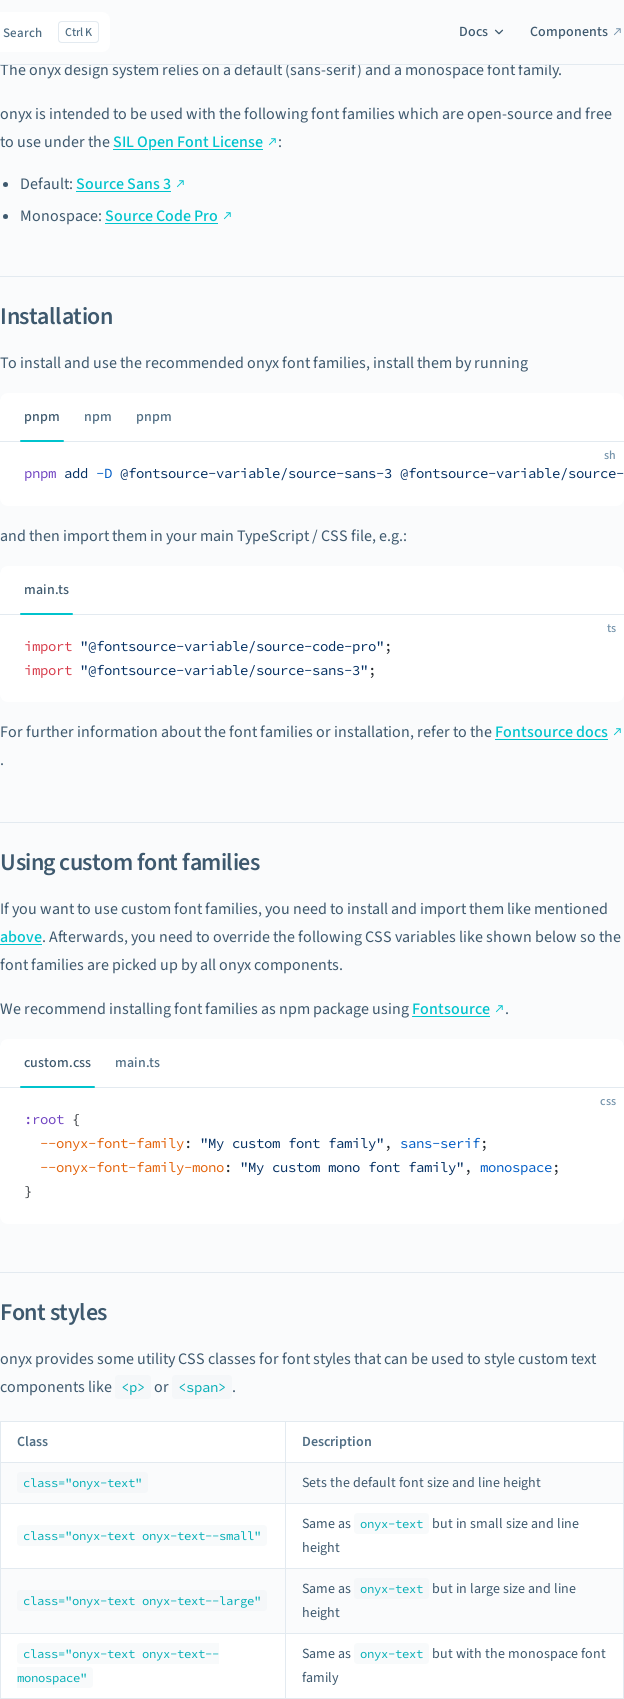 Search Ctrl K Docs Components
The onyx design system relies on a default (sans-serif) and a monospace font family.
onyx is intended to be used with the following font families which are open-source and free
to use under the SIL Open Font License:
Default: Source Sans 3
Monospace: Source Code Pro
Installation
To install and use the recommended onyx font families, install them by running
pnpm npm pnpm
sh
pnpm add -D @fontsource-variable/source-sans-3 @fontsource-variable/source-
and then import them in your main TypeScript / CSS file, e.g.:
main.ts
ts
import "@fontsource-variable/source-code-pro";
import "@fontsource-variable/source-sans-3";
For further information about the font families or installation, refer to the Fontsource docs
.
Using custom font families
If you want to use custom font families, you need to install and import them like mentioned
above. Afterwards, you need to override the following CSS variables like shown below so the
font families are picked up by all onyx components.
We recommend installing font families as npm package using Fontsource.
custom.css main.ts
css
:root {
--onyx-font-family: "My custom font family", sans-serif;
--onyx-font-family-mono: "My custom mono font family", monospace;
}
Font styles
onyx provides some utility CSS classes for font styles that can be used to style custom text
components like <p> or <span>.
Class Description
class="onyx-text" Sets the default font size and line height
class="onyx-text onyx-text--small" Same as onyx-text but in small size and line
height
class="onyx-text onyx-text--large" Same as onyx-text but in large size and line
height
class="onyx-text onyx-text-- Same as onyx-text but with the monospace font
monospace" family